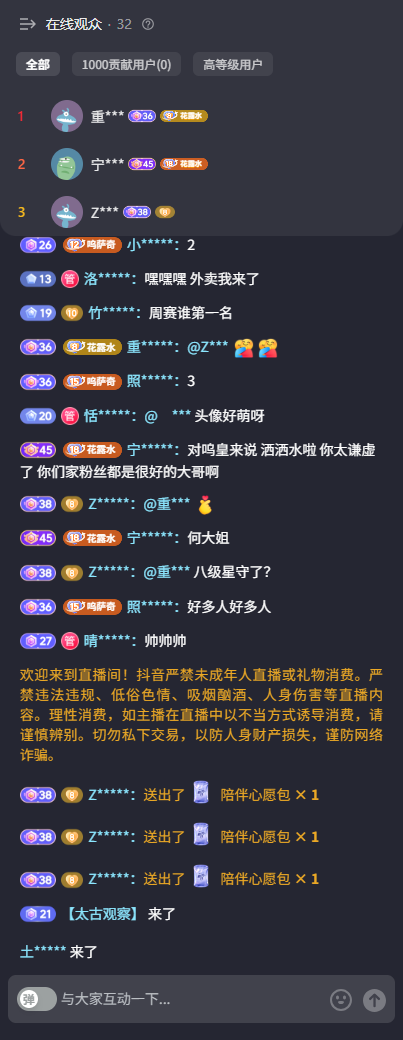 在线观众 · 32
全部 1000贡献用户(0) 高等级用户
1 重*** 36 花露水
2 宁*** 45 18 花露水
3 Z*** 38 8
26 12 呜萨奇 小*****： 2
13 管 洛*****： 嘿嘿嘿 外卖我来了
19 10 竹*****： 周赛谁第一名
36 花露水 重*****： @Z***
36 15 呜萨奇 照*****： 3
20 管 恬*****： @ *** 头像好萌呀
45 18 花露水 宁*****： 对呜皇来说 洒洒水啦 你太谦虚
了 你们家粉丝都是很好的大哥啊
38 8 Z*****： @重***
45 18 花露水 宁*****： 何大姐
38 8 Z*****： @重*** 八级星守了？
36 15 呜萨奇 照*****： 好多人好多人
27 管 晴*****： 帅帅帅
欢迎来到直播间！抖音严禁未成年人直播或礼物消费。严
禁违法违规、低俗色情、吸烟酗酒、人身伤害等直播内
容。理性消费，如主播在直播中以不当方式诱导消费，请
谨慎辨别。切勿私下交易，以防人身财产损失，谨防网络
诈骗。
38 8 Z*****： 送出了 陪伴心愿包 × 1
38 8 Z*****： 送出了 陪伴心愿包 × 1
38 8 Z*****： 送出了 陪伴心愿包 × 1
21 【太古观察】 来了
土***** 来了
弹 与大家互动一下...